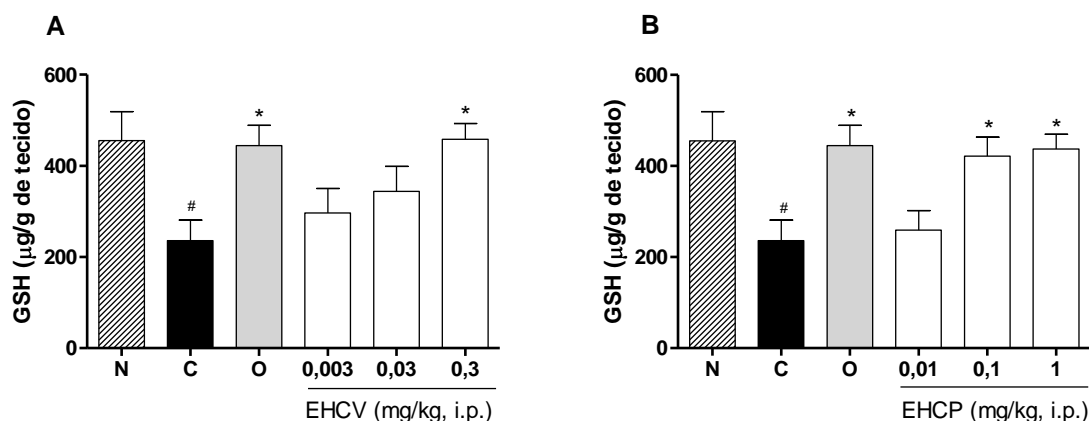 A
600
400
200
0
GSH (μg/g de tecido)
#
*
*
N C O 0,003 0,03 0,3
EHCV (mg/kg, i.p.)
B
600
400
200
0
GSH (μg/g de tecido)
#
*
*
*
N C O 0,01 0,1 1
EHCP (mg/kg, i.p.)